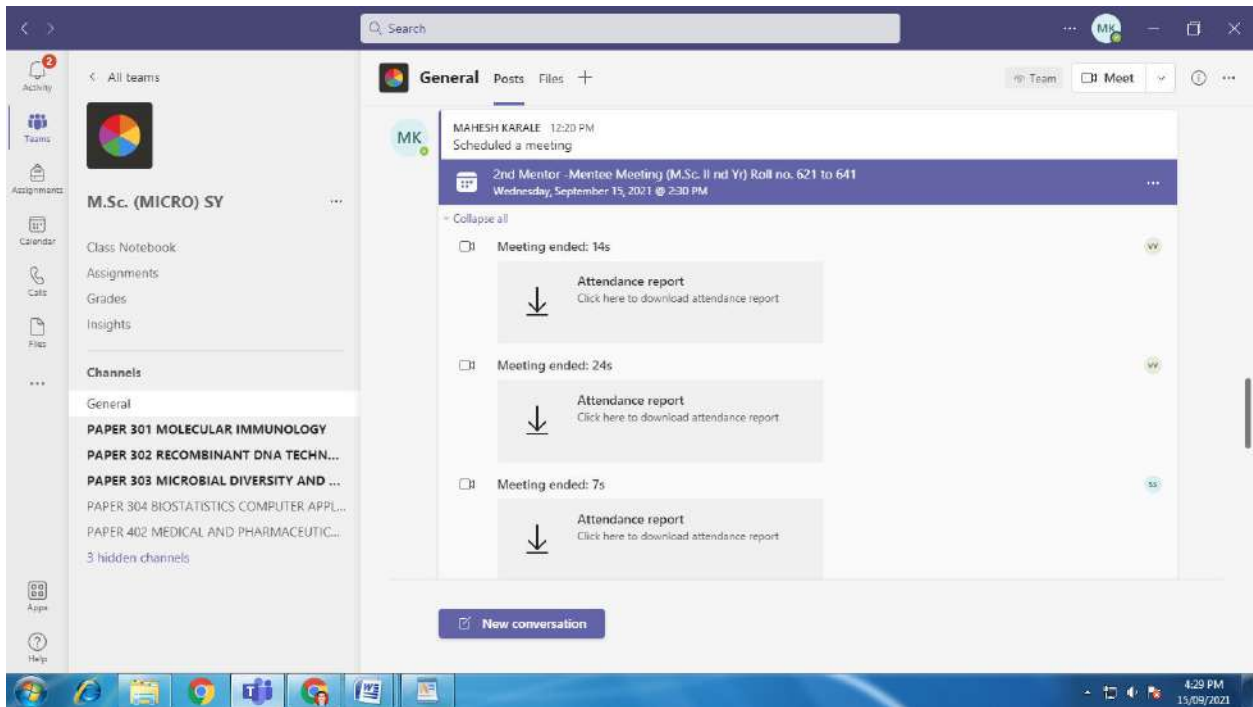 Search
MK
2
Activity
Teams
Assignments
Calendar
Calls
Files
Apps
Help
All teams
M.Sc. (MICRO) SY
Class Notebook
Assignments
Grades
Insights
Channels
General
PAPER 301 MOLECULAR IMMUNOLOGY
PAPER 302 RECOMBINANT DNA TECHN...
PAPER 303 MICROBIAL DIVERSITY AND ...
PAPER 304 BIOSTATISTICS COMPUTER APPL...
PAPER 402 MEDICAL AND PHARMACEUTIC...
3 hidden channels
General Posts Files
Team Meet
MK
MAHESH KARALE 12:20 PM
Scheduled a meeting
2nd Mentor -Mentee Meeting (M.Sc. II nd Yr) Roll no. 621 to 641
Wednesday, September 15, 2021 @ 2:30 PM
Collapse all
Meeting ended: 14s
VV
Attendance report
Click here to download attendance report
Meeting ended: 24s
VV
Attendance report
Click here to download attendance report
Meeting ended: 7s
SS
Attendance report
Click here to download attendance report
New conversation
4:29 PM
15/09/2021